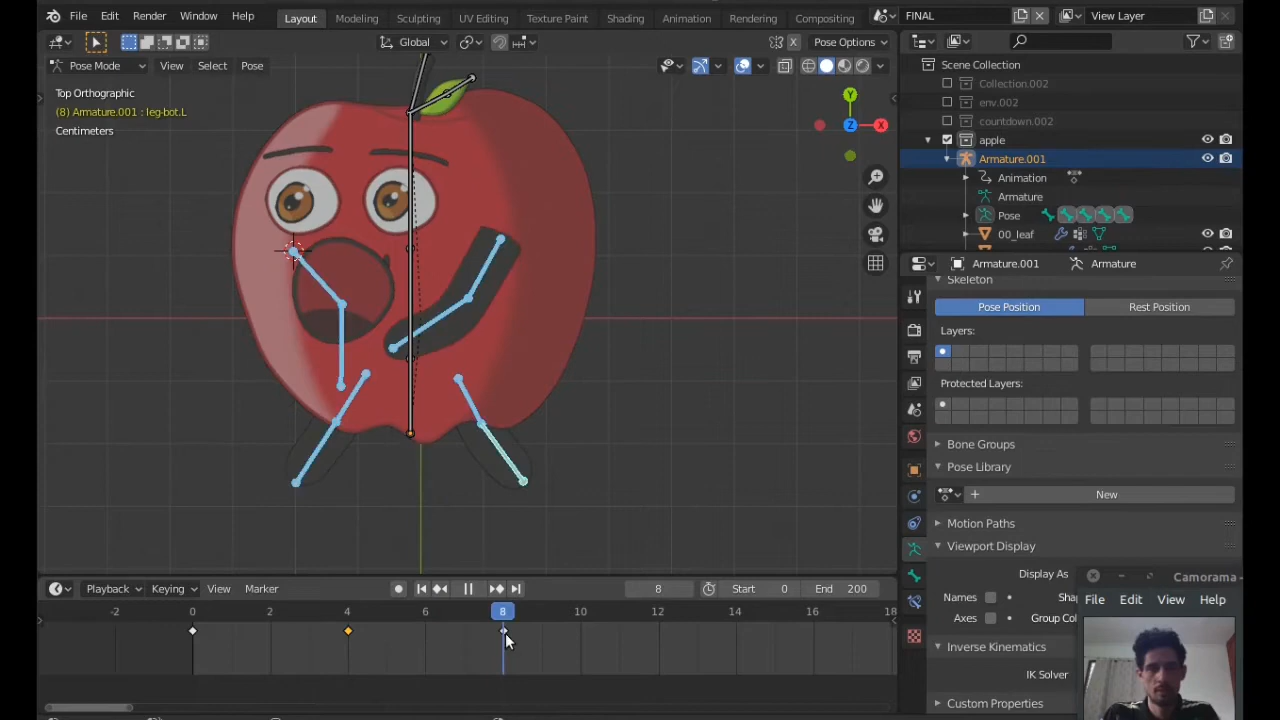 File Edit Render Window Help Layout Modeling Sculpting UV Editing Texture Paint Shading Animation Rendering Compositing FINAL View Layer
Global Pose Options
Pose Mode View Select Pose
Top Orthographic
(8) Armature.001 : leg-bot.L
Centimeters
Y
X
Z
Scene Collection
Collection.002
env.002
countdown.002
apple
Armature.001
Animation
Armature
Pose
00_leaf
Armature.001 Armature
Skeleton
Pose Position Rest Position
Layers:
Protected Layers:
Bone Groups
Pose Library
New
Motion Paths
Viewport Display
Display As
Names Sha
Axes Group Col
Inverse Kinematics
IK Solver
Custom Properties
Camorama -
File Edit View Help
Playback Keying View Marker 8 Start 0 End 200
-2 0 2 4 6 8 10 12 14 16 18